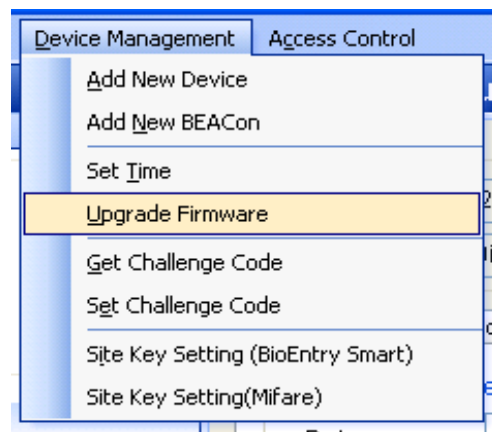 Device Management Access Control
Add New Device
Add New BEACon
Set Time
Upgrade Firmware
Get Challenge Code
Set Challenge Code
Site Key Setting (BioEntry Smart)
Site Key Setting(Mifare)